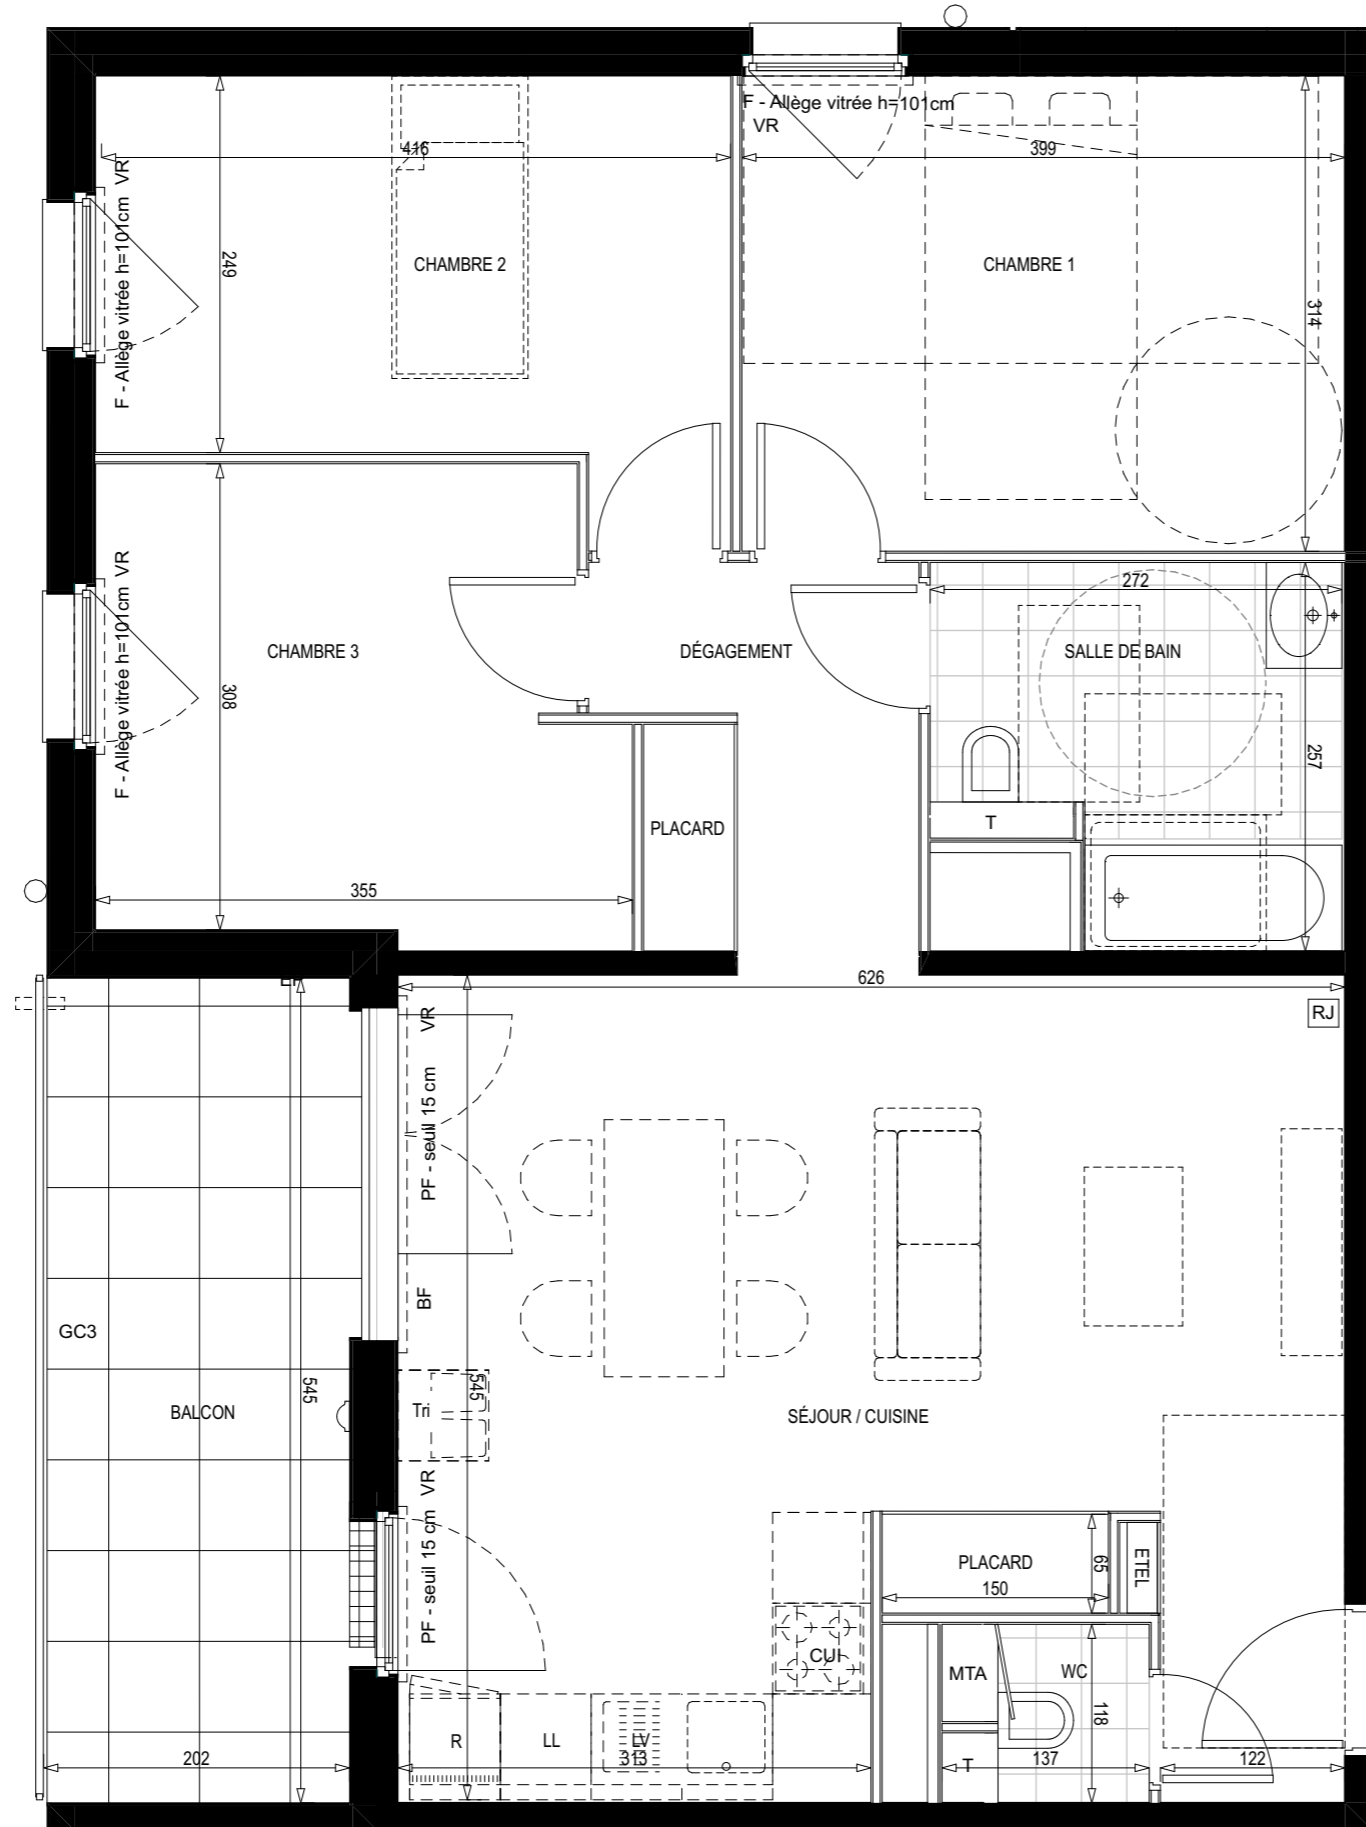 F - Allège vitrée h=101cm
VR
416
399
F - Allège vitrée h=101cm VR
249
CHAMBRE 2
CHAMBRE 1
314
F - Allège vitrée h=101cm VR
272
CHAMBRE 3
DÉGAGEMENT
SALLE DE BAIN
308
257
PLACARD
T
355
626
RJ
PF - seuil 15 cm VR
BF
GC3
545
545
Tri
BALCON
SÉJOUR / CUISINE
PF - seuil 15 cm VR
PLACARD
65
ETEL
150
CUI
MTA
WC
118
R
LL
LV
202
313
T
137
122